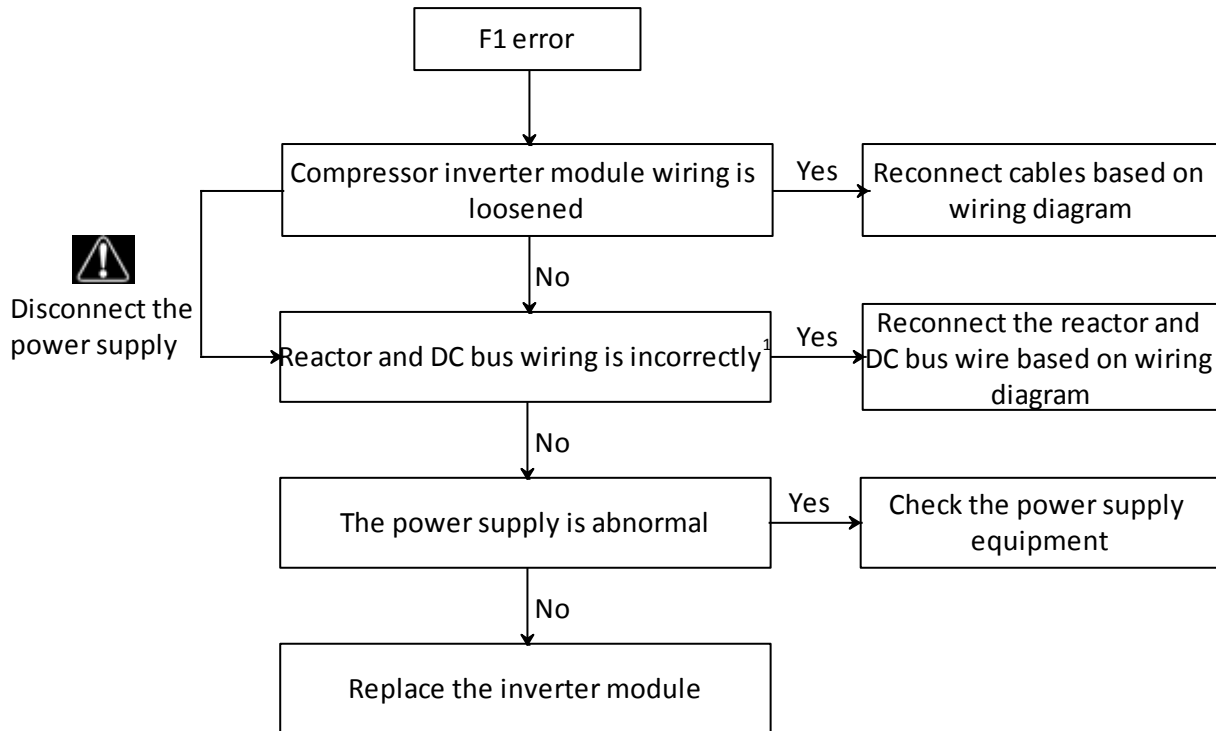 F1 error
Compressor inverter module wiring is
loosened
Yes
Reconnect cables based on
wiring diagram
No
Disconnect the
power supply
Reactor and DC bus wiring is incorrectly1
Yes
Reconnect the reactor and
DC bus wire based on wiring
diagram
No
The power supply is abnormal
Yes
Check the power supply
equipment
No
Replace the inverter module